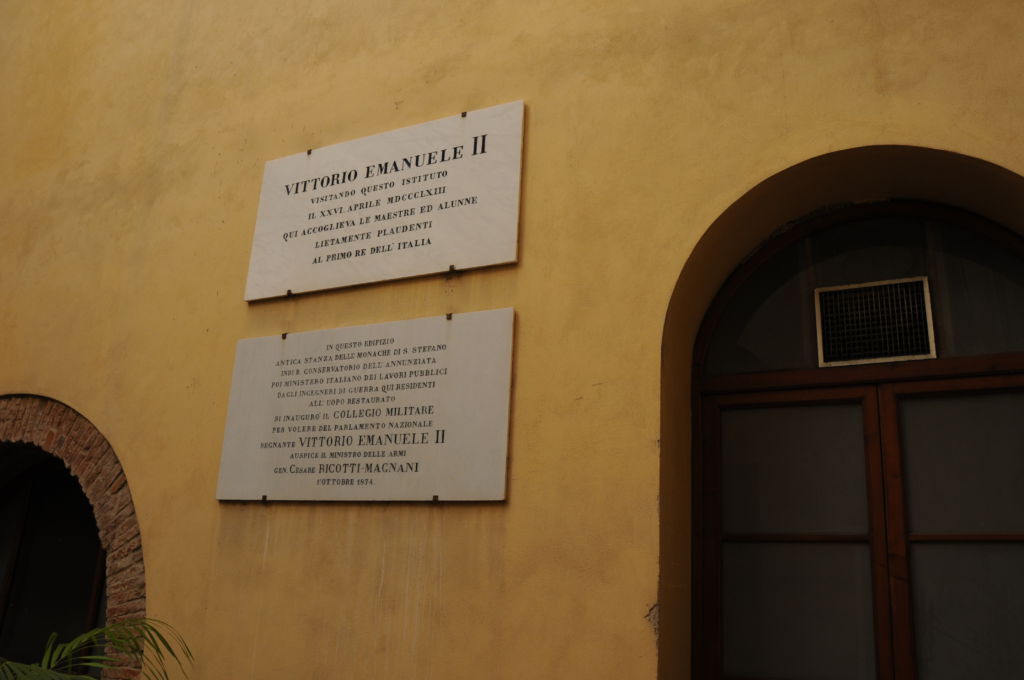 VITTORIO EMANUELE II
VISITANDO QUESTO ISTITUTO
IL XXVI. APRILE MDCCCLXIII
QUI ACCOGLIEVA LE MAESTRE ED ALUNNE
LIETAMENTE PLAUDENTI
AL PRIMO RE DELL'ITALIA
IN QUESTO EDIFIZIO
ANTICA STANZA DELLE MONACHE DI S. STEFANO
INDI R. CONSERVATORIO DELL'ANNUNZIATA
POI MINISTERO ITALIANO DEI LAVORI PUBBLICI
DAGLI INGEGNERI DI GUERRA QUI RESIDENTI
ALL'UOPO RESTAURATO
SI INAUGURO' IL COLLEGIO MILITARE
PER VOLERE DEL PARLAMENTO NAZIONALE
REGNANTE VITTORIO EMANUELE II
AUSPICE IL MINISTRO DELLE ARMI
GEN. CESARE RICOTTI-MAGNANI
1° OTTOBRE 1874.